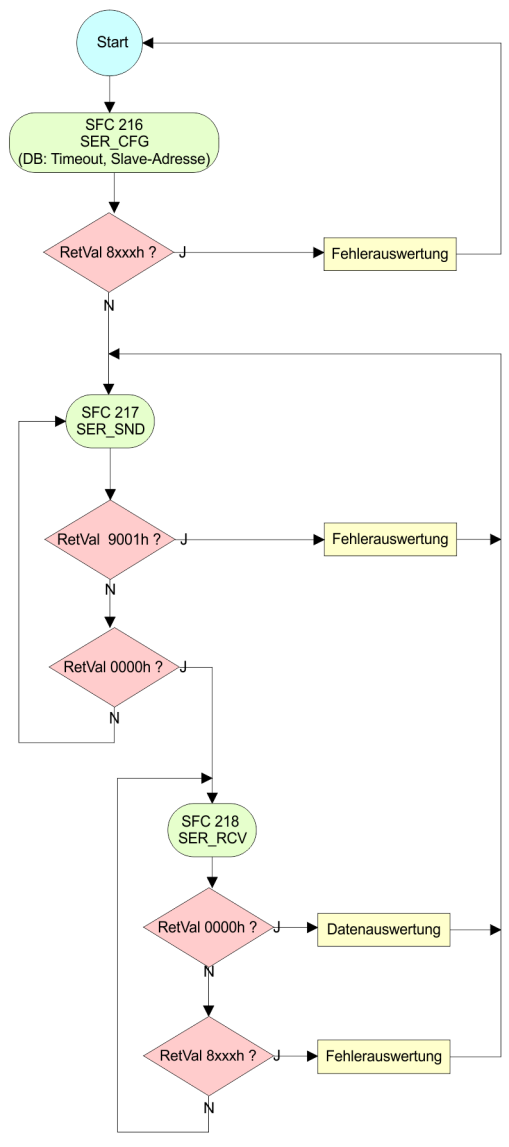 Start
SFC 216
SER_CFG
(DB: Timeout, Slave-Adresse)
RetVal 8xxxh ?
J
Fehlerauswertung
N
SFC 217
SER_SND
RetVal  9001h ?
J
Fehlerauswertung
N
RetVal 0000h ?
J
N
SFC 218
SER_RCV
RetVal 0000h ?
J
Datenauswertung
N
RetVal 8xxxh ?
J
Fehlerauswertung
N